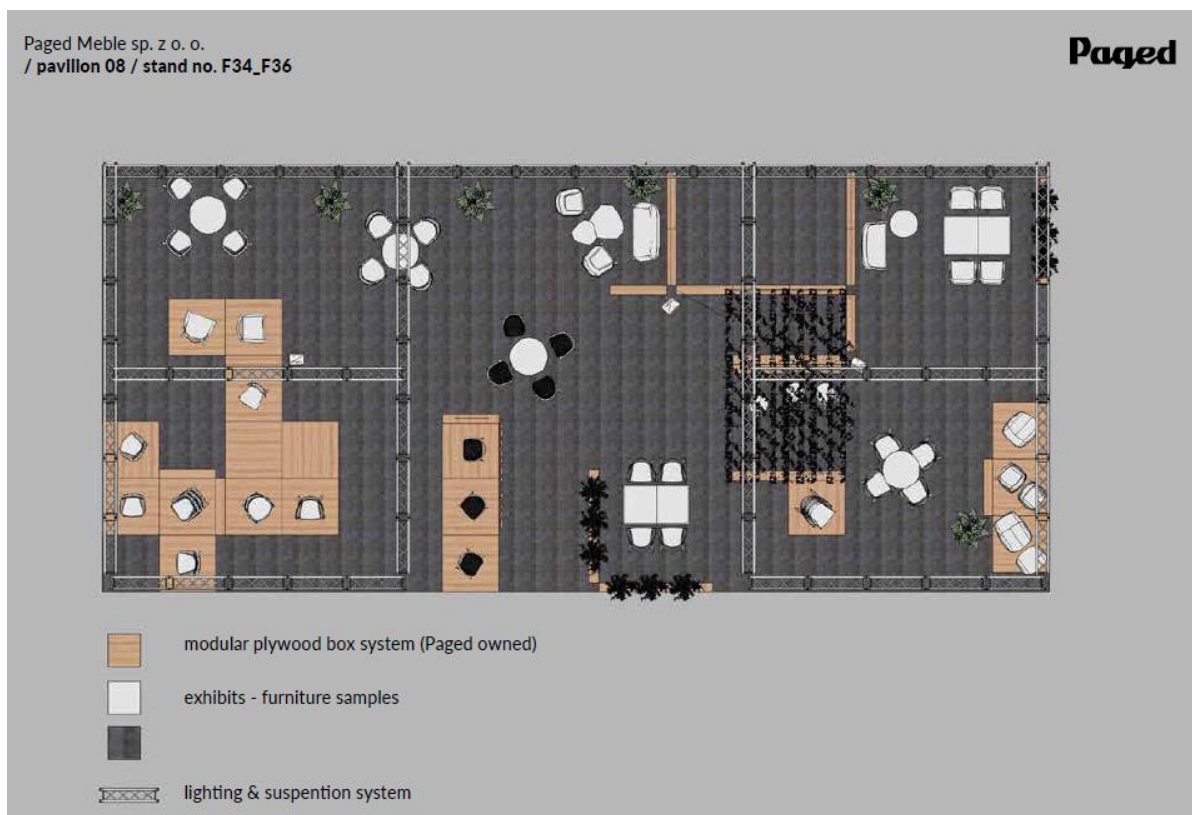 Paged Meble sp. z o. o.
/ pavilion 08 / stand no. F34_F36
Paged
modular plywood box system (Paged owned)
exhibits - furniture samples
lighting & suspention system